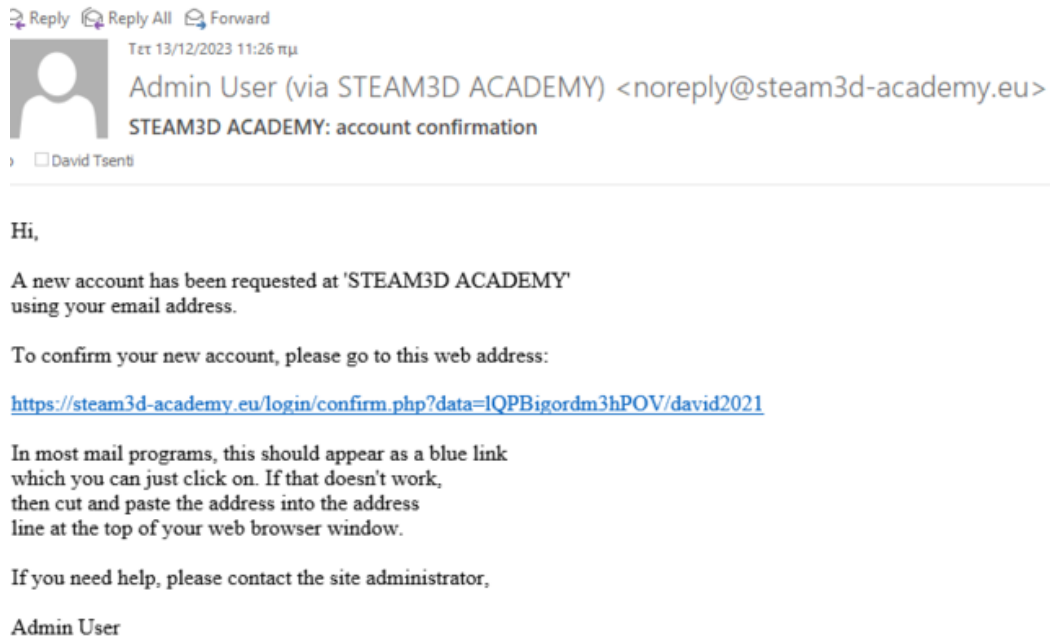 Reply Reply All Forward
Τετ 13/12/2023 11:26 πμ
Admin User (via STEAM3D ACADEMY) <noreply@steam3d-academy.eu>
STEAM3D ACADEMY: account confirmation
David Tsenti
Hi,
A new account has been requested at 'STEAM3D ACADEMY'
using your email address.
To confirm your new account, please go to this web address:
https://steam3d-academy.eu/login/confirm.php?data=lQPBigordm3hPOV/david2021
In most mail programs, this should appear as a blue link
which you can just click on. If that doesn't work,
then cut and paste the address into the address
line at the top of your web browser window.
If you need help, please contact the site administrator,
Admin User